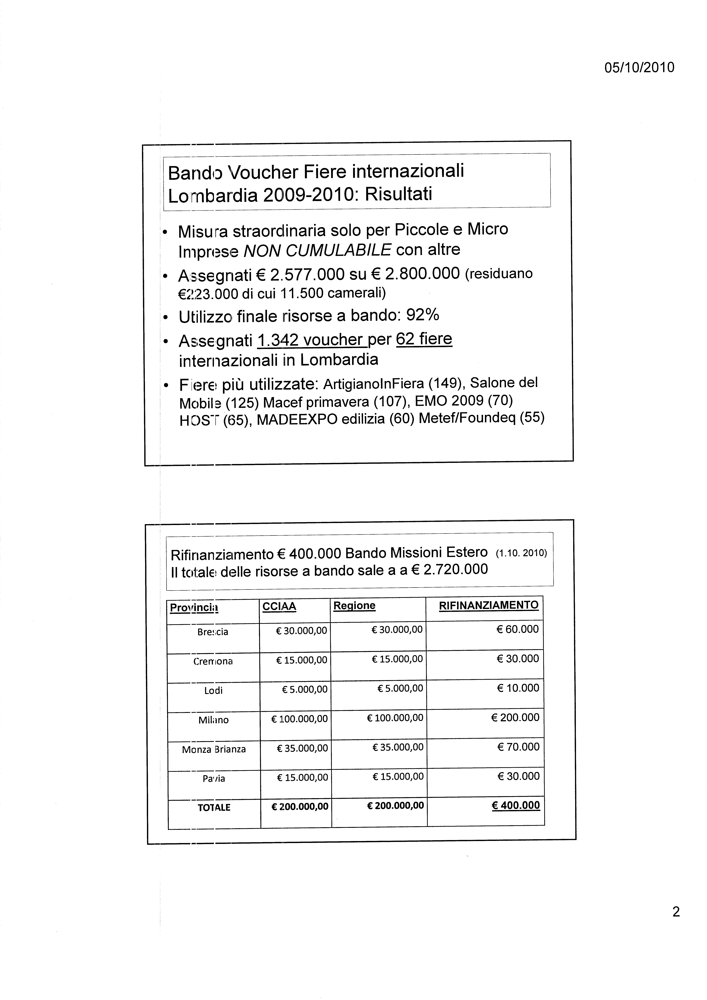 05/10/2010
Bando Voucher Fiere internazionali
Lombardia 2009-2010: Risultati
• Misura straordinaria solo per Piccole e Micro
Imprese NON CUMULABILE con altre
• Assegnati € 2.577.000 su € 2.800.000 (residuano
€223.000 di cui 11.500 camerali)
• Utilizzo finale risorse a bando: 92%
• Assegnati 1.342 voucher per 62 fiere
internazionali in Lombardia
• Fiere più utilizzate: ArtigianoInFiera (149), Salone del
Mobile (125) Macef primavera (107), EMO 2009 (70)
HOST (65), MADEEXPO edilizia (60) Metef/Foundeq (55)
Rifinanziamento € 400.000 Bando Missioni Estero (1.10. 2010)
Il totale delle risorse a bando sale a a € 2.720.000
Provincia CCIAA Regione RIFINANZIAMENTO
Brescia € 30.000,00 € 30.000,00 € 60.000
Cremona € 15.000,00 € 15.000,00 € 30.000
Lodi € 5.000,00 € 5.000,00 € 10.000
Milano € 100.000,00 € 100.000,00 € 200.000
Monza Brianza € 35.000,00 € 35.000,00 € 70.000
Pavia € 15.000,00 € 15.000,00 € 30.000
TOTALE € 200.000,00 € 200.000,00 € 400.000
2